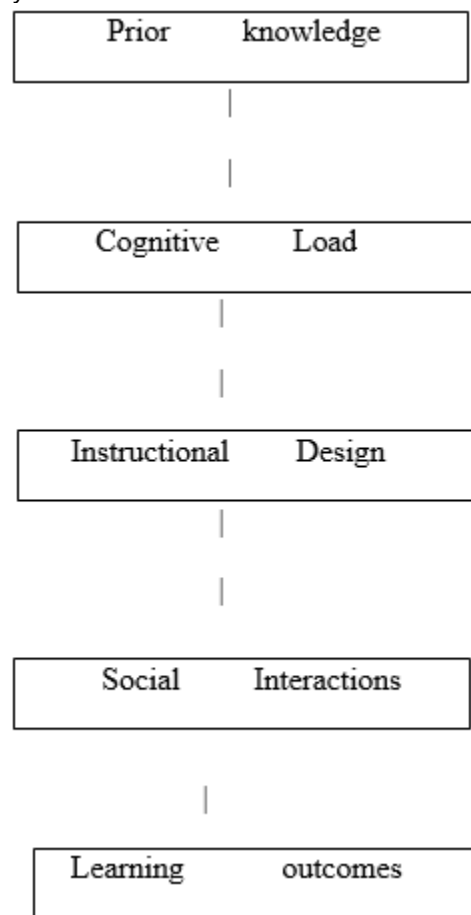 Prior knowledge
|
|
Cognitive Load
|
|
Instructional Design
|
|
Social Interactions
|
Learning outcomes